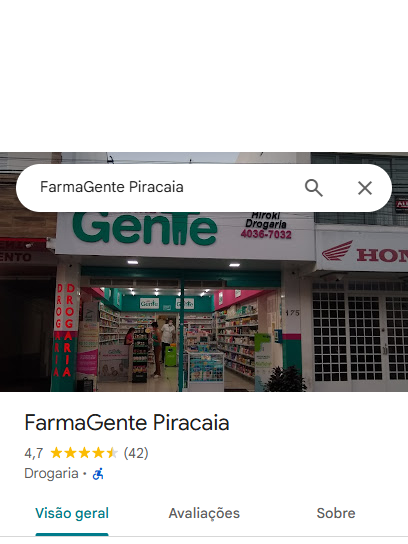 FarmaGente Piracaia
Gente
Hiroki
Drogaria
4036-7032
HON
ENTO
DROGARIA
DROGARIA
Gente
Gente
175
FarmaGente Piracaia
4,7 (42)
Drogaria ·
Visão geral
Avaliações
Sobre